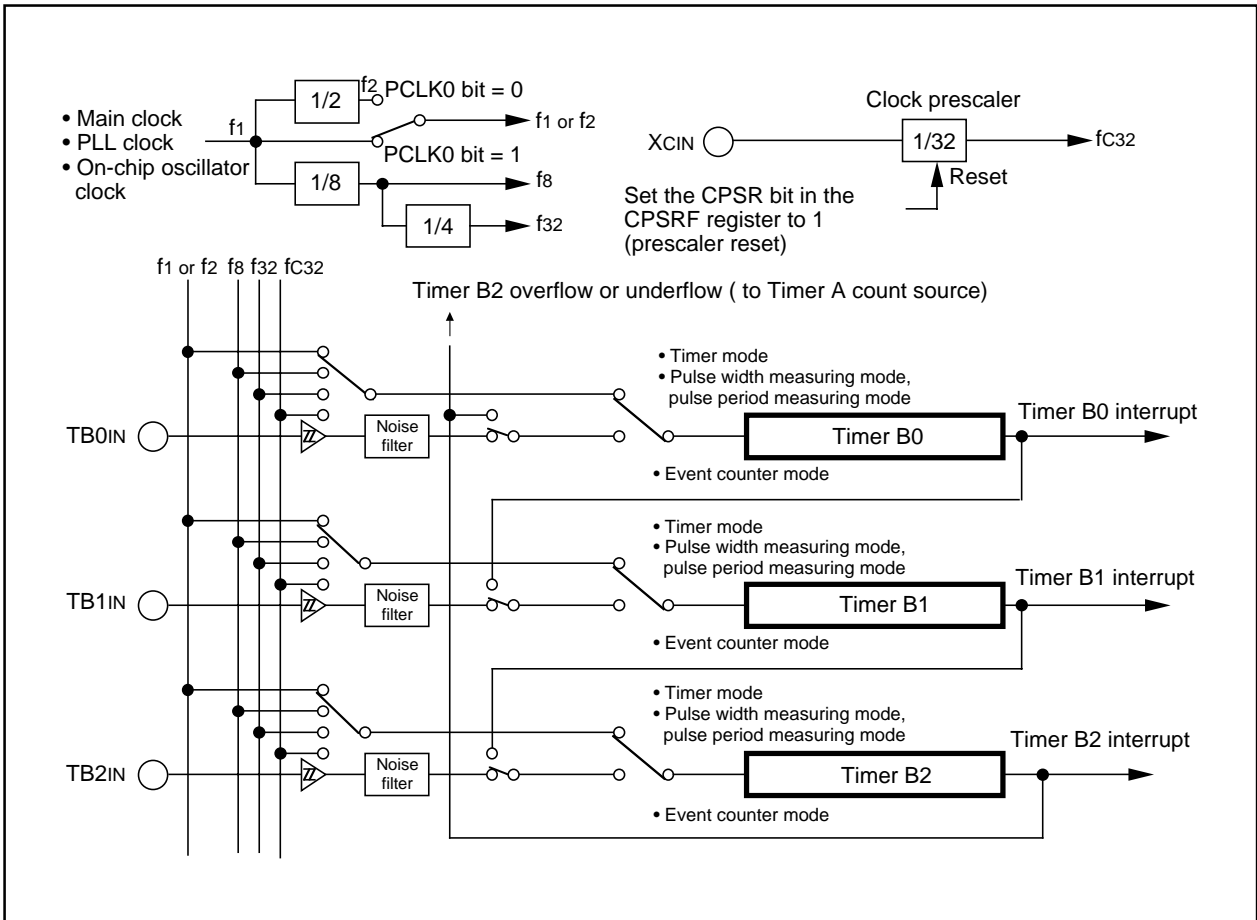 • Main clock
• PLL clock
• On-chip oscillator
clock
f1
1/2
f2
PCLK0 bit = 0
f1 or f2
PCLK0 bit = 1
1/8
f8
1/4
f32
Clock prescaler
XCIN
1/32
fC32
Reset
Set the CPSR bit in the
CPSRF register to 1
(prescaler reset)
f1 or f2 f8 f32 fC32
Timer B2 overflow or underflow ( to Timer A count source)
• Timer mode
• Pulse width measuring mode,
pulse period measuring mode
TB0IN
Noise
filter
Timer B0
Timer B0 interrupt
• Event counter mode
• Timer mode
• Pulse width measuring mode,
pulse period measuring mode
TB1IN
Noise
filter
Timer B1
Timer B1 interrupt
• Event counter mode
• Timer mode
• Pulse width measuring mode,
pulse period measuring mode
TB2IN
Noise
filter
Timer B2
Timer B2 interrupt
• Event counter mode